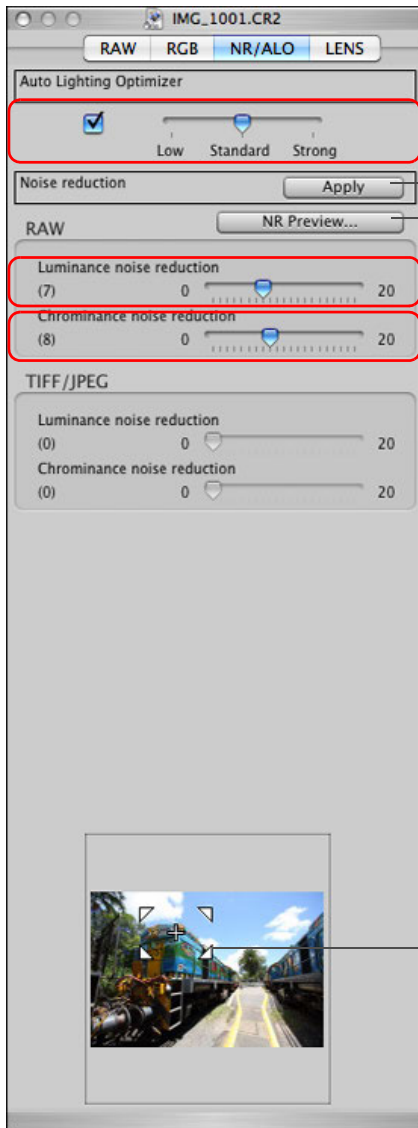 IMG_1001.CR2
RAW RGB NR/ALO LENS
Auto Lighting Optimizer
Low Standard Strong
Noise reduction Apply
RAW NR Preview...
Luminance noise reduction
(7) 0 20
Chrominance noise reduction
(8) 0 20
TIFF/JPEG
Luminance noise reduction
(0) 0 20
Chrominance noise reduction
(0) 0 20